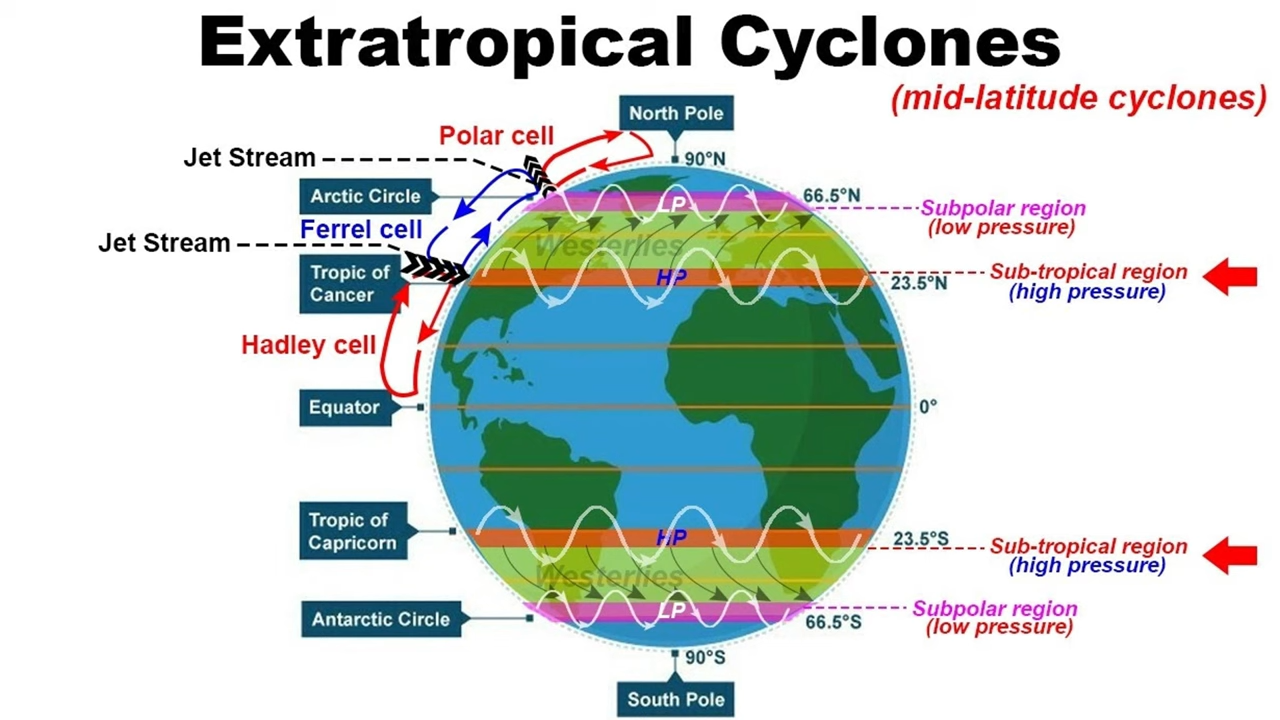 Extratropical Cyclones
(mid-latitude cyclones)
North Pole
Polar cell
Jet Stream
90°N
Arctic Circle
66.5°N
LP
Subpolar region
(low pressure)
Ferrel cell
Jet Stream
Westerlies
Tropic of
Cancer
HP
23.5°N
Sub-tropical region
(high pressure)
Hadley cell
Equator
0°
Tropic of
Capricorn
HP
23.5°S
Sub-tropical region
(high pressure)
Westerlies
Antarctic Circle
LP
66.5°S
Subpolar region
(low pressure)
90°S
South Pole